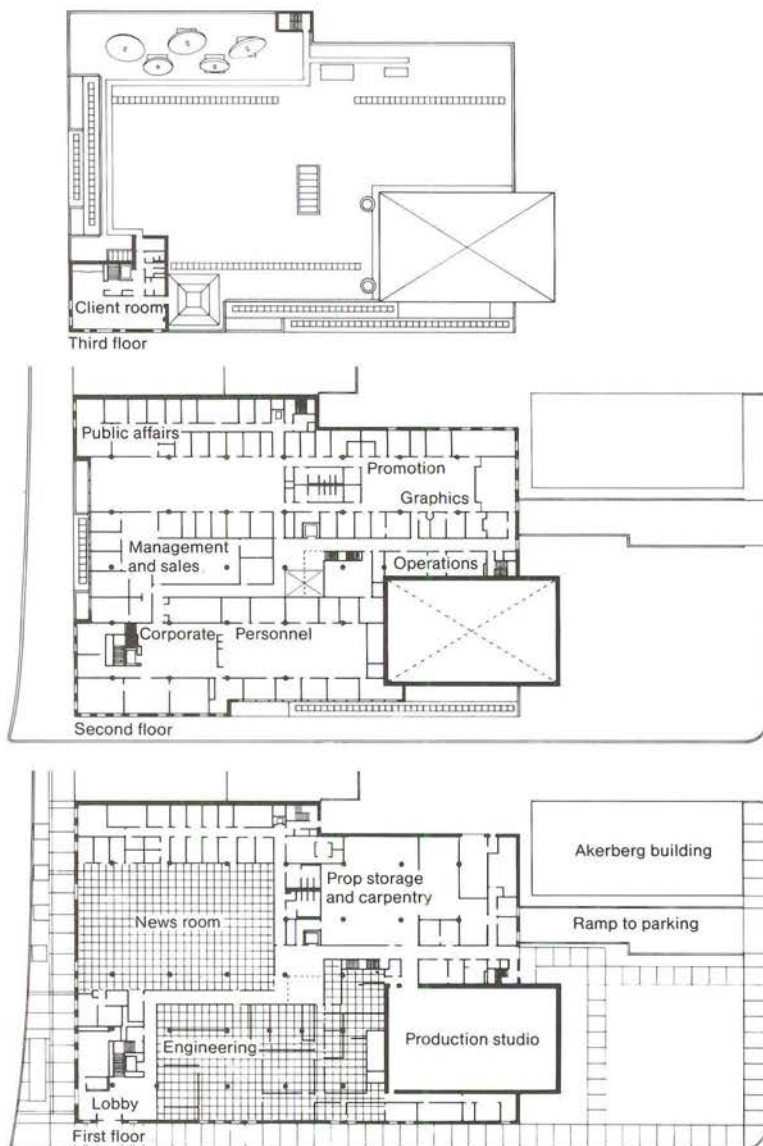 Client room
Third floor
Public affairs
Promotion
Graphics
Management
and sales
Operations
Corporate
Personnel
Second floor
Akerberg building
Prop storage
and carpentry
News room
Ramp to parking
Production studio
Engineering
Lobby
First floor